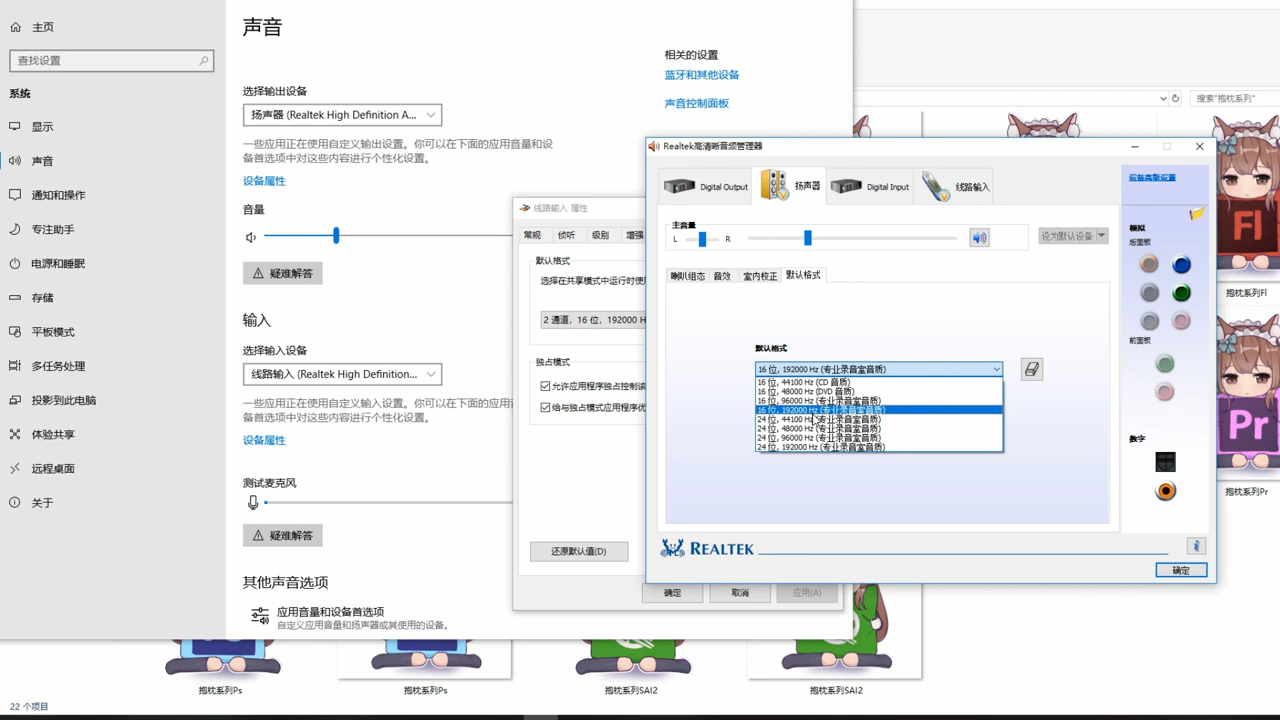 主页
查找设置
系统
显示
声音
通知和操作
专注助手
电源和睡眠
存储
平板模式
多任务处理
投影到此电脑
体验共享
远程桌面
关于
声音
选择输出设备
扬声器 (Realtek High Definition A...
一些应用正在使用自定义输出设置。你可以在下面的应用音量和设
备首选项中对这些内容进行个性化设置。
设备属性
音量
疑难解答
输入
选择输入设备
线路输入 (Realtek High Definition...
一些应用正在使用自定义输入设置。你可以在下面的应用
备首选项中对这些内容进行个性化设置。
设备属性
测试麦克风
疑难解答
其他声音选项
应用音量和设备首选项
自定义应用音量和扬声器或其使用的设备。
相关的设置
蓝牙和其他设备
声音控制面板
线路输入 属性
常规 侦听 级别 增强
默认格式
选择在共享模式中运行时使
2 通道，16 位，192000 H
独占模式
允许应用程序独占控制该
给与独占模式应用程序优
还原默认值(D)
确定 取消 应用(A)
Realtek高清晰音频管理器
Digital Output 扬声器 Digital Input 线路输入
主音量
L R
设为默认设备
喇叭组态 音效 室内校正 默认格式
默认格式
16 位, 192000 Hz (专业录音室音质)
16 位, 44100 Hz (CD 音质)
16 位, 48000 Hz (DVD 音质)
16 位, 96000 Hz (专业录音室音质)
16 位, 192000 Hz (专业录音室音质)
24 位, 44100 Hz (专业录音室音质)
24 位, 48000 Hz (专业录音室音质)
24 位, 96000 Hz (专业录音室音质)
24 位, 192000 Hz (专业录音室音质)
REALTEK
设备高级设置
模拟
后面板
前面板
数字
确定
搜索"抱枕系列"
Fl
抱枕系列Fl
Pr
抱枕系列Pr
抱枕系列Ps
抱枕系列Ps
抱枕系列SAI2
抱枕系列SAI2
22 个项目